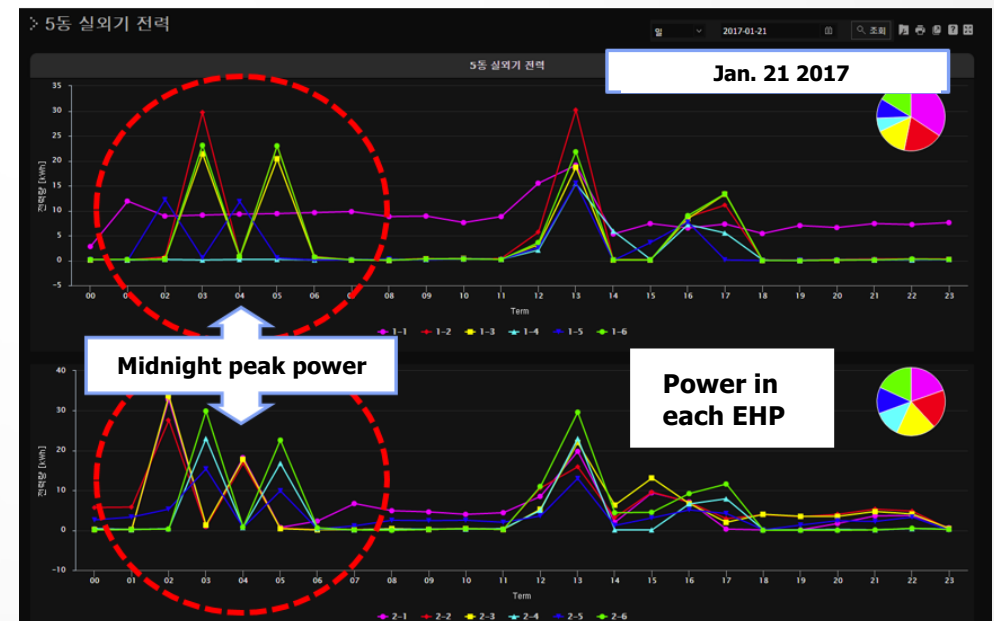 5동 실외기 전력
일
2017-01-21
조회
5동 실외기 전력
Jan. 21 2017
35
30
25
20
15
10
5
0
-5
전력량 [kWh]
00 01 02 03 04 05 06 07 08 09 10 11 12 13 14 15 16 17 18 19 20 21 22 23
Term
1-1 1-2 1-3 1-4 1-5 1-6
Midnight peak power
Power in
each EHP
40
30
20
10
0
-10
전력량 [kWh]
00 01 02 03 04 05 06 07 08 09 10 11 12 13 14 15 16 17 18 19 20 21 22 23
Term
2-1 2-2 2-3 2-4 2-5 2-6